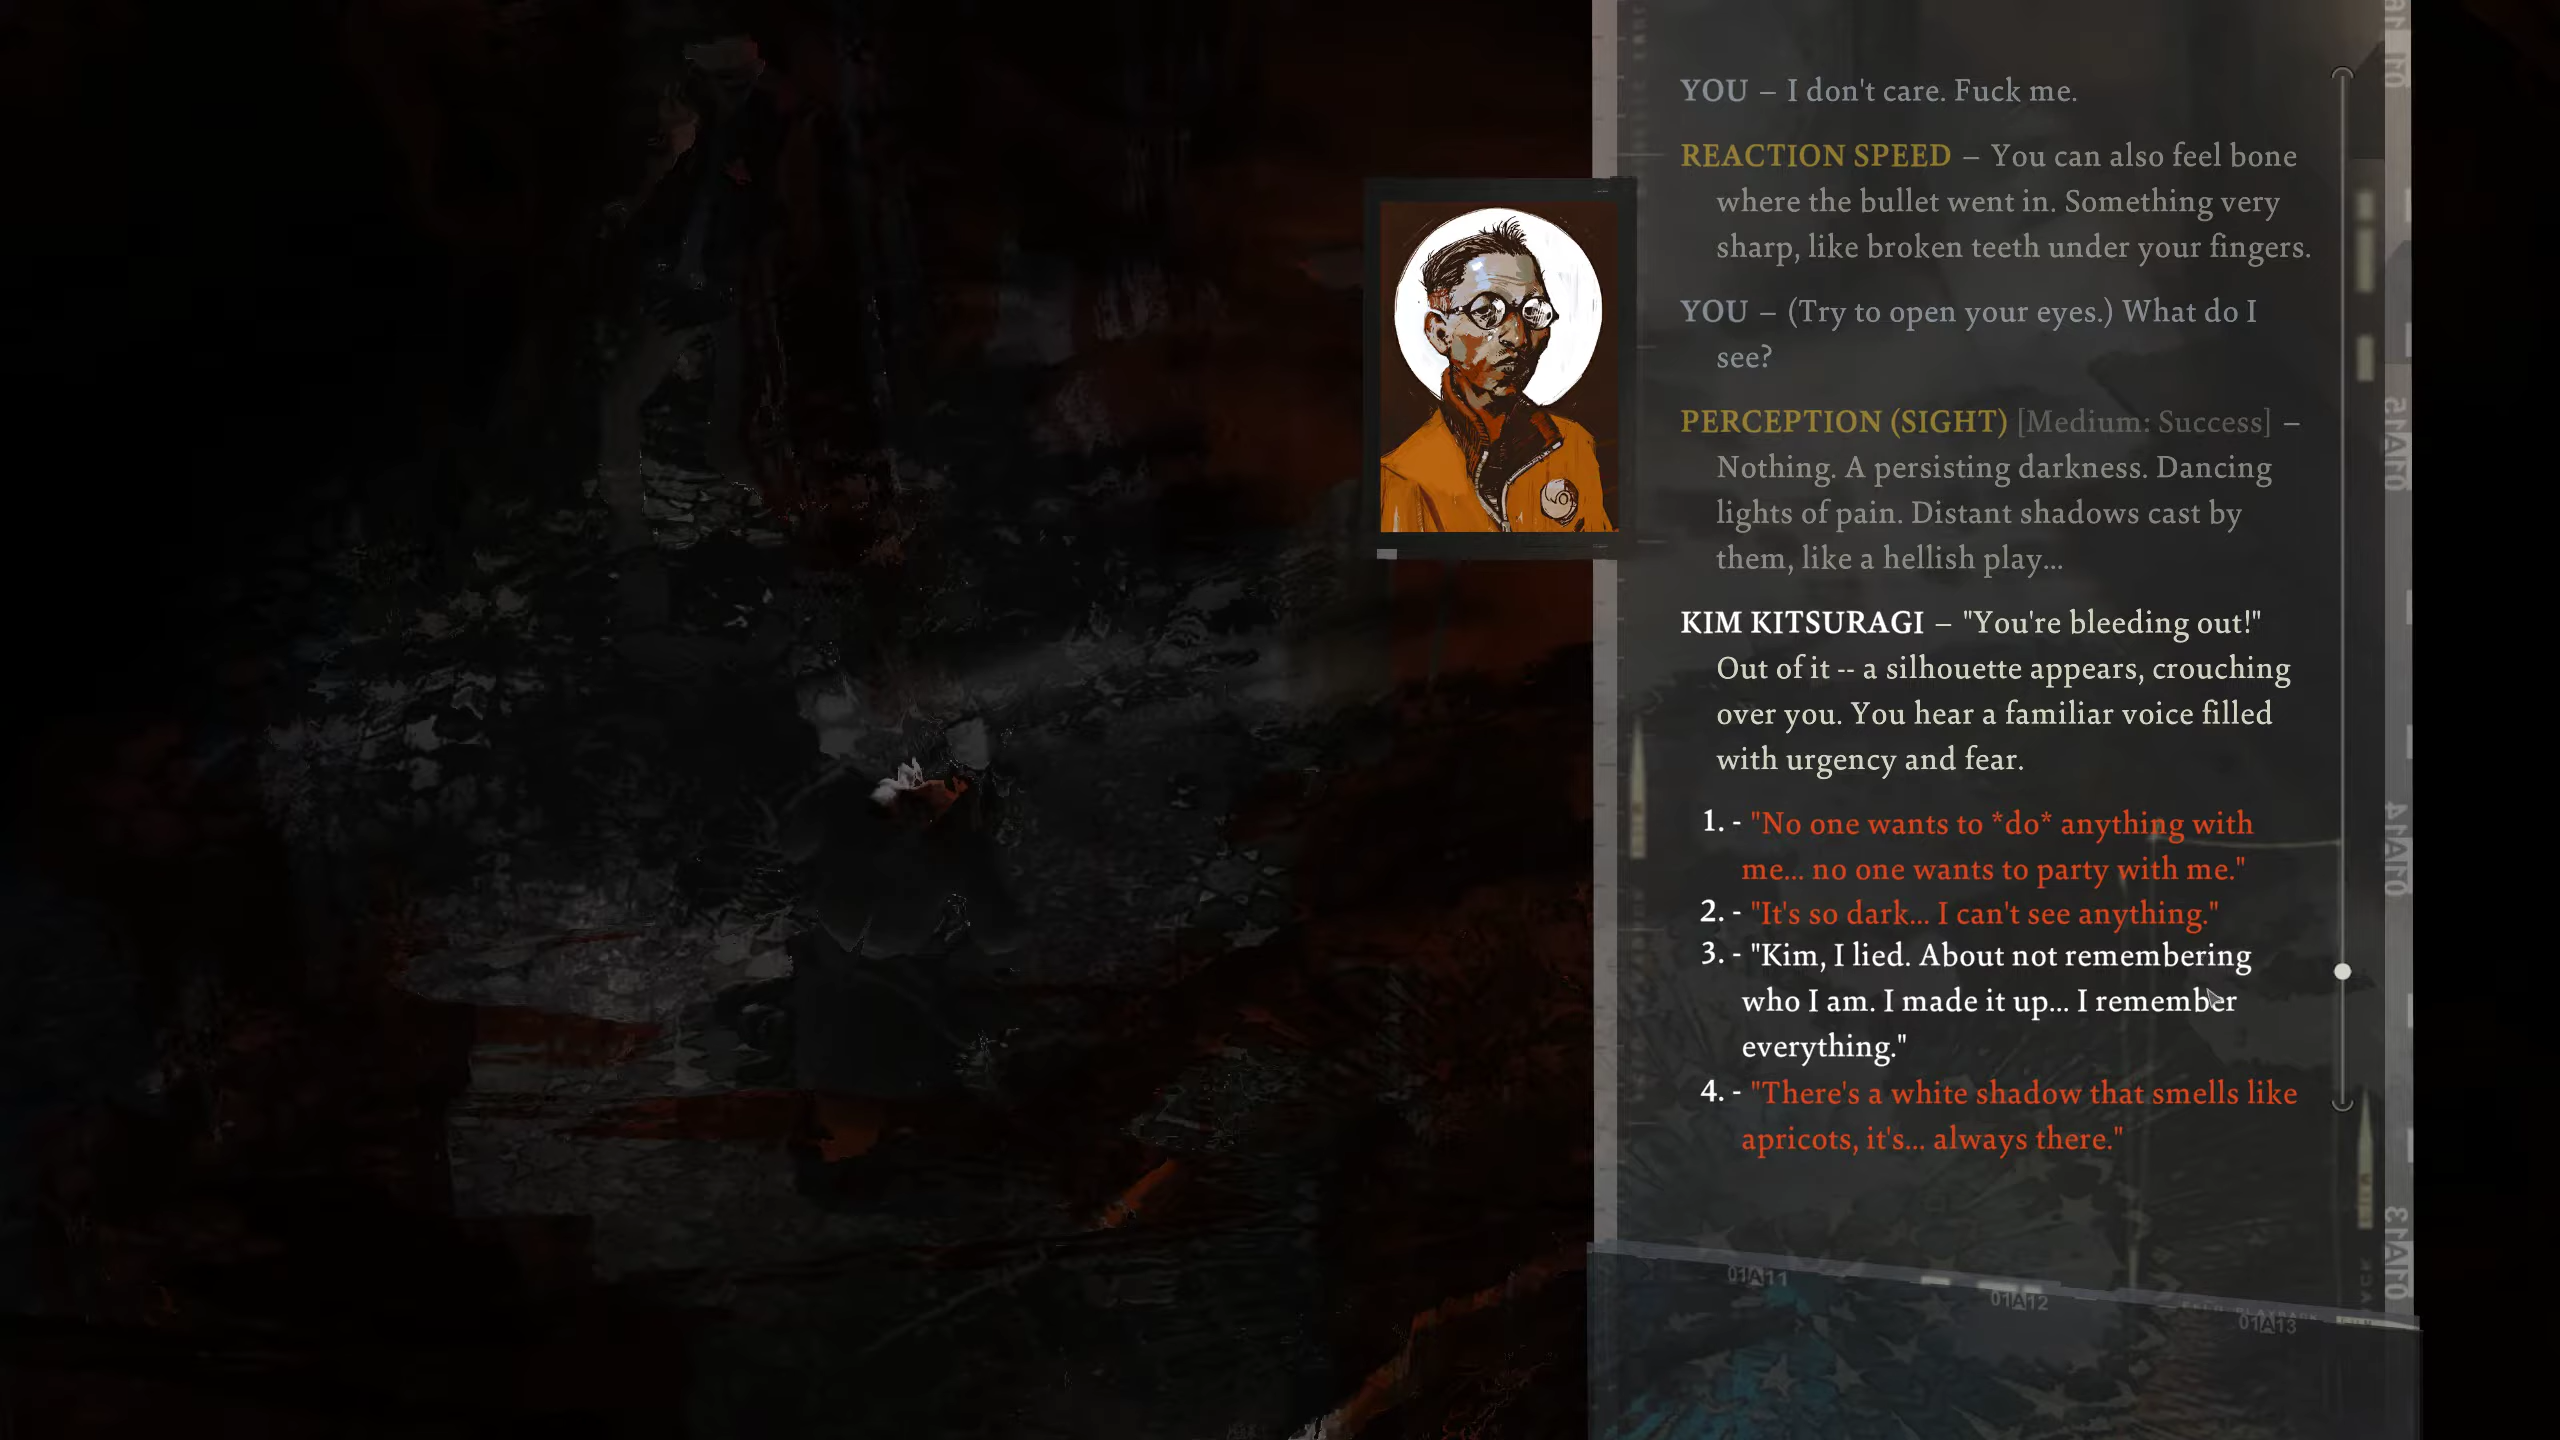 YOU – I don't care. Fuck me.
REACTION SPEED – You can also feel bone
where the bullet went in. Something very
sharp, like broken teeth under your fingers.
YOU – (Try to open your eyes.) What do I
see?
PERCEPTION (SIGHT) [Medium: Success] –
Nothing. A persisting darkness. Dancing
lights of pain. Distant shadows cast by
them, like a hellish play...
KIM KITSURAGI – "You're bleeding out!"
Out of it -- a silhouette appears, crouching
over you. You hear a familiar voice filled
with urgency and fear.
1. - "No one wants to *do* anything with
me... no one wants to party with me."
2. - "It's so dark... I can't see anything."
3. - "Kim, I lied. About not remembering
who I am. I made it up... I remember
everything."
4. - "There's a white shadow that smells like
apricots, it's... always there."
01A11
01A12
01A13